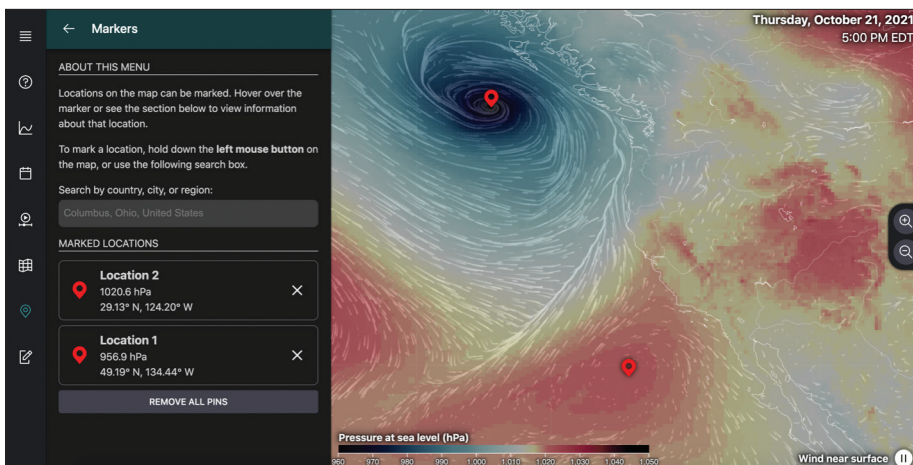 Markers
ABOUT THIS MENU
Locations on the map can be marked. Hover over the
marker or see the section below to view information
about that location.
To mark a location, hold down the left mouse button on
the map, or use the following search box.
Search by country, city, or region:
Columbus, Ohio, United States
MARKED LOCATIONS
Location 2
1020.6 hPa
29.13° N, 124.20° W
Location 1
956.9 hPa
49.19° N, 134.44° W
REMOVE ALL PINS
Thursday, October 21, 2021
5:00 PM EDT
Pressure at sea level (hPa)
960 970 980 990 1,000 1,010 1,020 1,030 1,040 1,050
Wind near surface